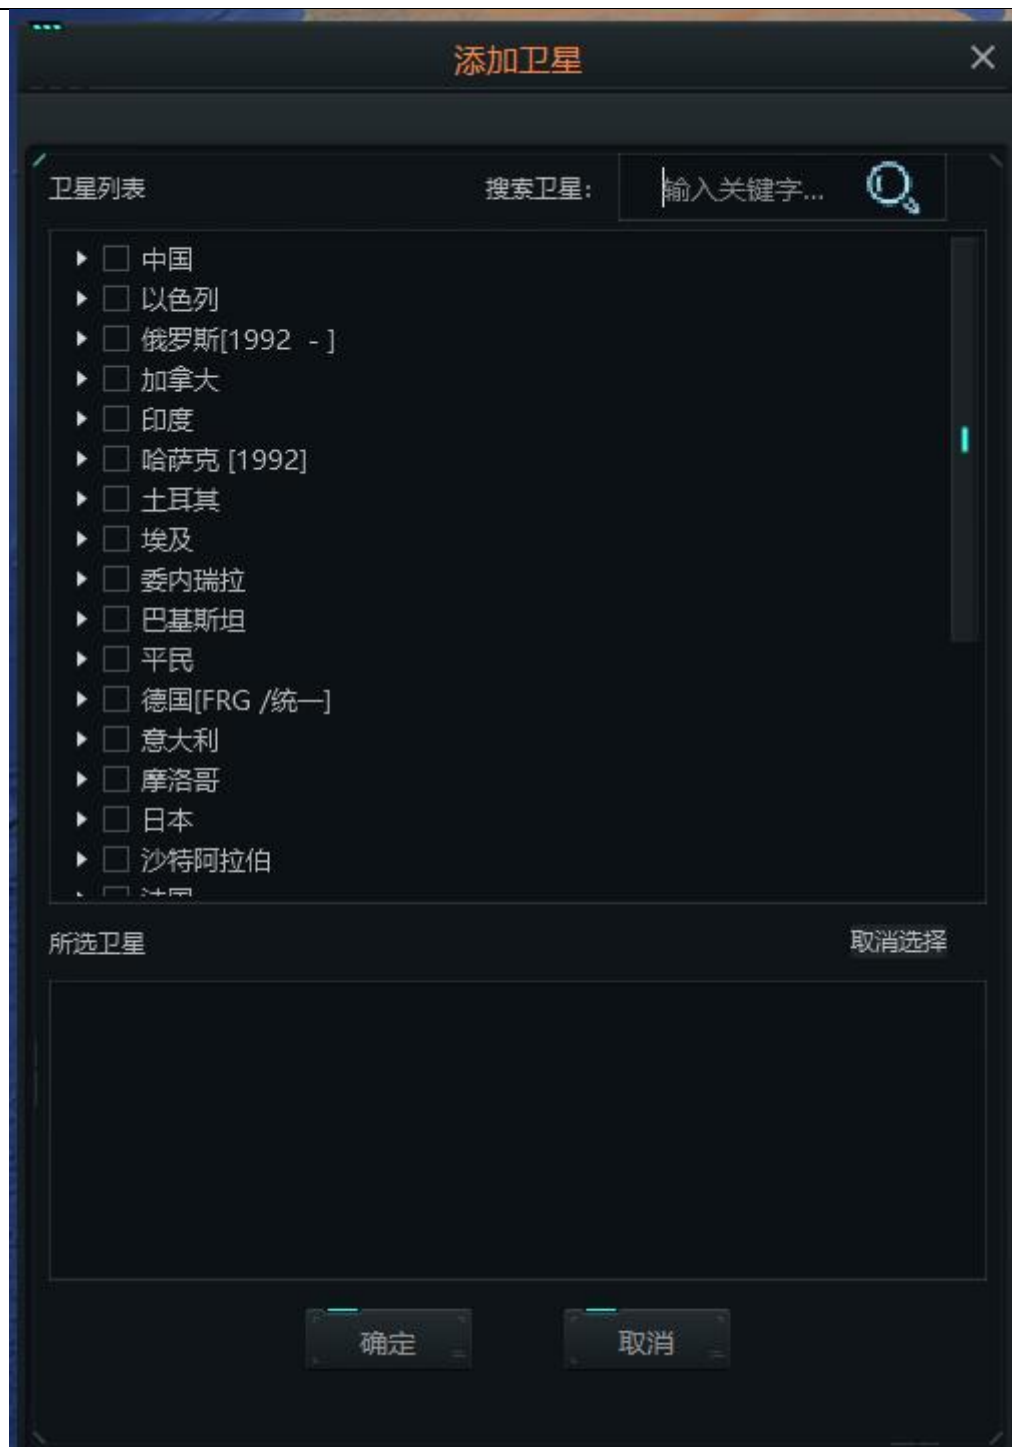 添加卫星
卫星列表 搜索卫星: 输入关键字...
中国
以色列
俄罗斯[1992 - ]
加拿大
印度
哈萨克 [1992]
土耳其
埃及
委内瑞拉
巴基斯坦
平民
德国[FRG /统一]
意大利
摩洛哥
日本
沙特阿拉伯
所选卫星 取消选择
确定 取消